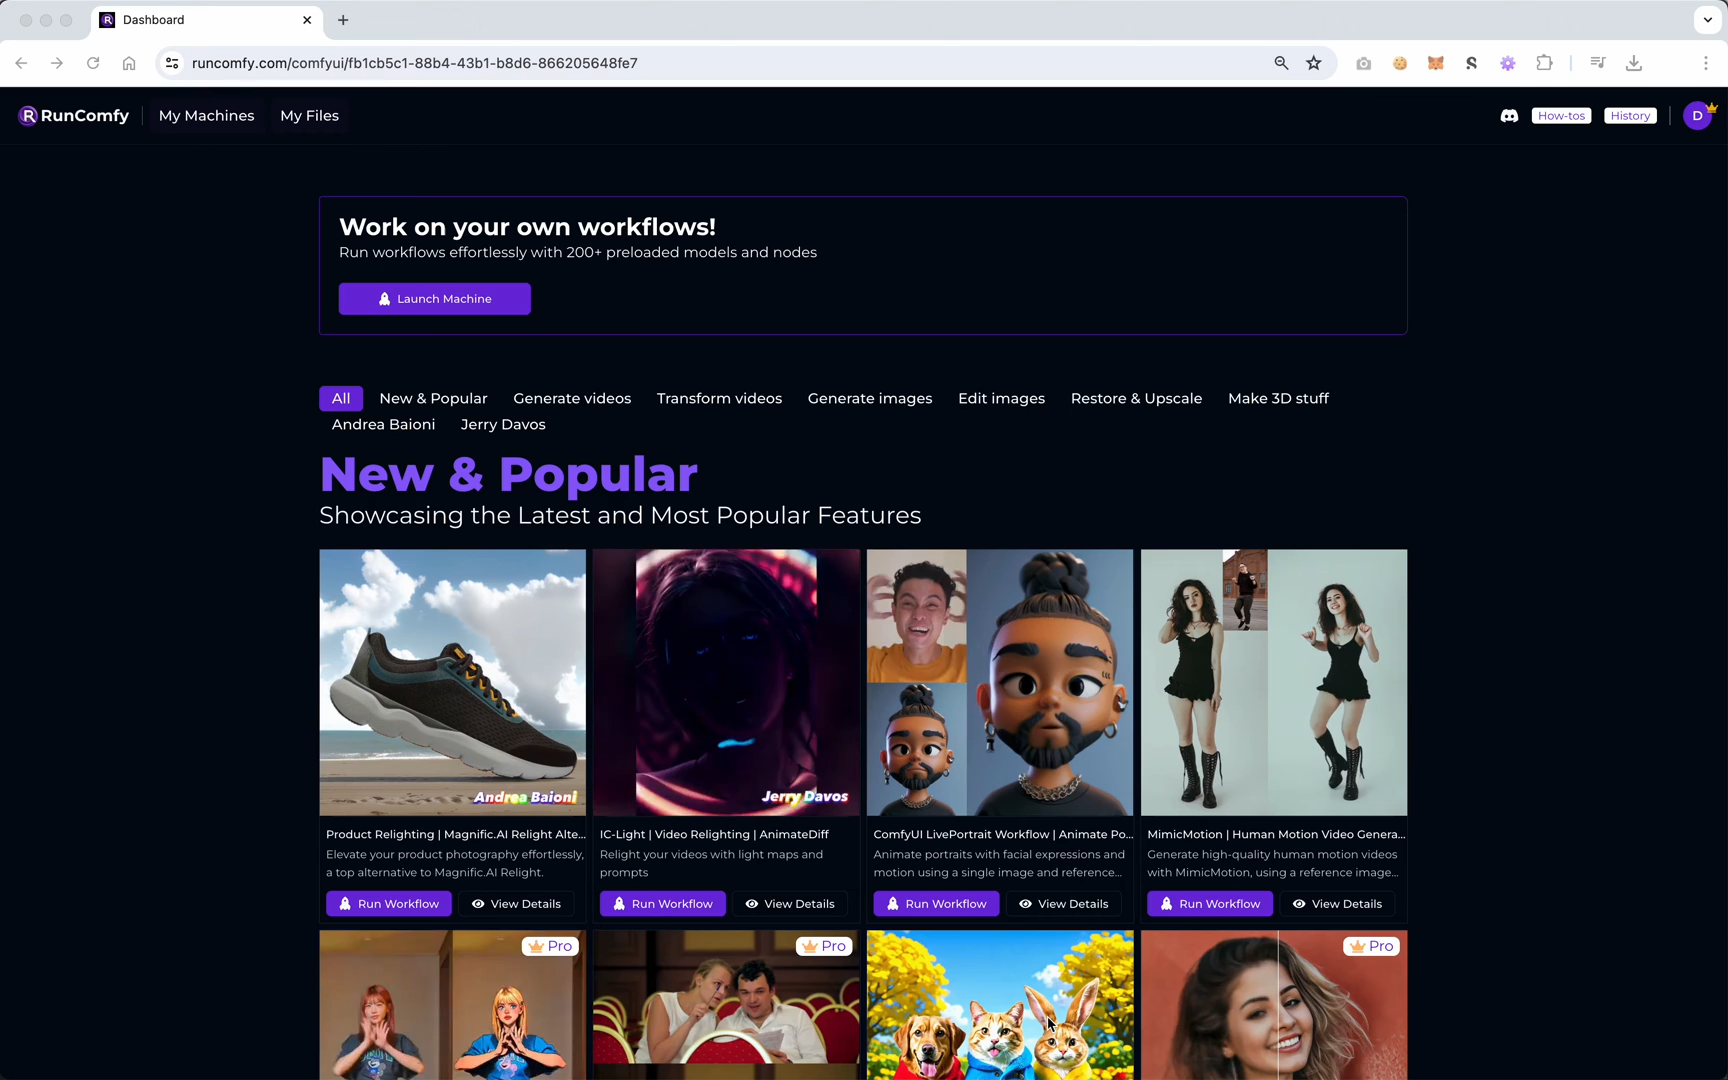 Dashboard
runcomfy.com/comfyui/fb1cb5c1-88b4-43b1-b8d6-866205648fe7
RunComfy
My Machines
My Files
How-tos
History
D
Work on your own workflows!
Run workflows effortlessly with 200+ preloaded models and nodes
Launch Machine
All New & Popular Generate videos Transform videos Generate images Edit images Restore & Upscale Make 3D stuff
Andrea Baioni Jerry Davos
New & Popular
Showcasing the Latest and Most Popular Features
Andrea Baioni
Product Relighting | Magnific.AI Relight Alte...
Elevate your product photography effortlessly,
a top alternative to Magnific.AI Relight.
Run Workflow View Details
Jerry Davos
IC-Light | Video Relighting | AnimateDiff
Relight your videos with light maps and
prompts
Run Workflow View Details
ComfyUI LivePortrait Workflow | Animate Po...
Animate portraits with facial expressions and
motion using a single image and reference...
Run Workflow View Details
MimicMotion | Human Motion Video Genera...
Generate high-quality human motion videos
with MimicMotion, using a reference image...
Run Workflow View Details
Pro
Pro
Pro